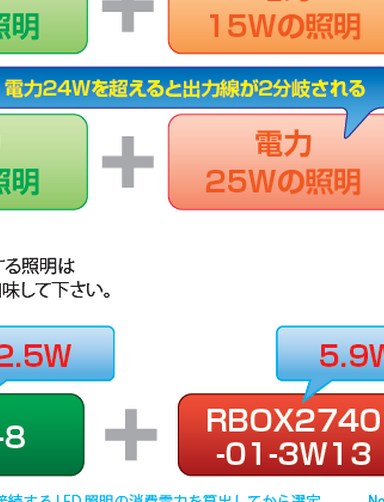 照明
15Wの照明
電力24Wを超えると出力線が2分岐される
電力
照明
25Wの照明
する照明は
味して下さい。
2.5W
5.9W
-8
RBOX2740
-01-3W13
接続するLED照明の消費電力を算出してから選定
No